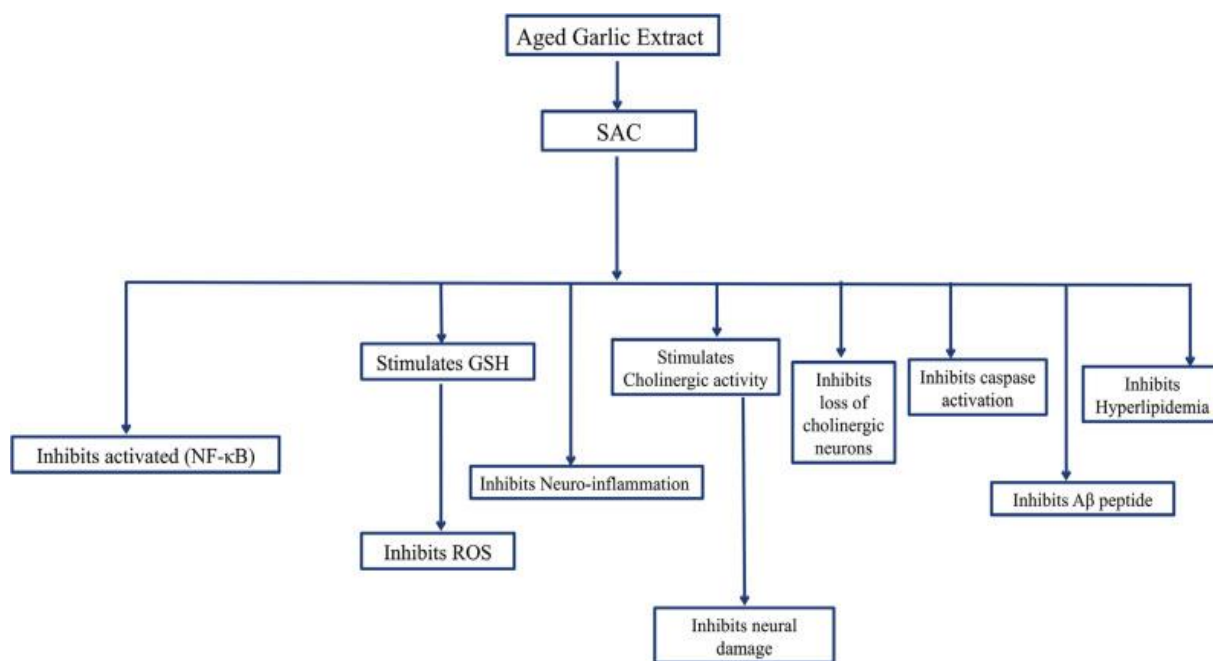 Aged Garlic Extract
SAC
Inhibits activated (NF-κB)
Stimulates GSH
Inhibits ROS
Inhibits Neuro-inflammation
Stimulates
Cholinergic activity
Inhibits neural
damage
Inhibits
loss of
cholinergic
neurons
Inhibits caspase
activation
Inhibits Aβ peptide
Inhibits
Hyperlipidemia